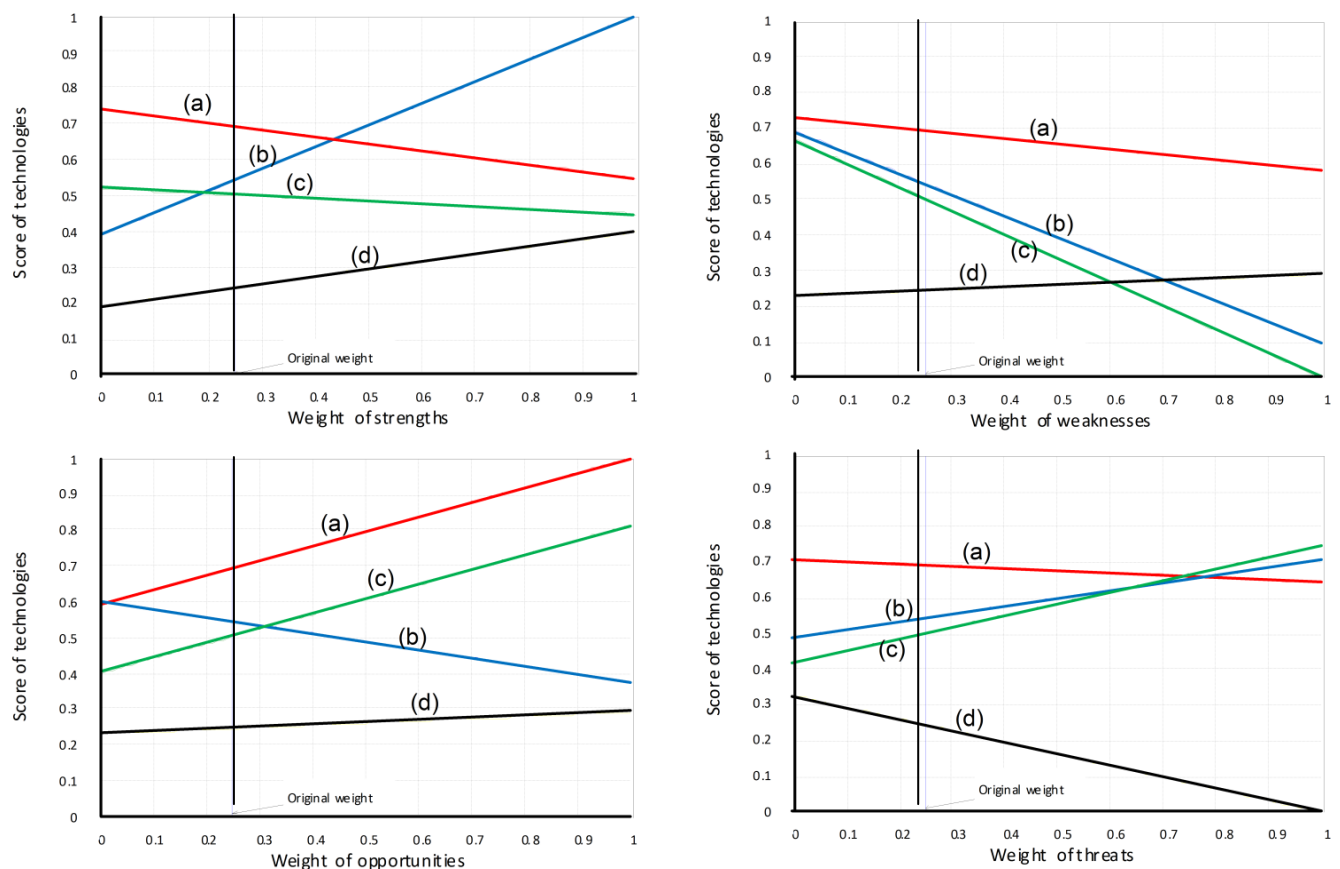 1
0.9
0.8
0.7
0.6
0.5
0.4
0.3
0.2
0.1
0
Score of technologies
(a)
(b)
(c)
(d)
Original weight
0 0.1 0.2 0.3 0.4 0.5 0.6 0.7 0.8 0.9 1
Weight of strengths
1
0.9
0.8
0.7
0.6
0.5
0.4
0.3
0.2
0.1
0
Score of technologies
(a)
(b)
(c)
(d)
Original weight
0 0.1 0.2 0.3 0.4 0.5 0.6 0.7 0.8 0.9 1
Weight of weaknesses
1
0.9
0.8
0.7
0.6
0.5
0.4
0.3
0.2
0.1
0
Score of technologies
(a)
(c)
(b)
(d)
Original weight
0 0.1 0.2 0.3 0.4 0.5 0.6 0.7 0.8 0.9 1
Weight of opportunities
1
0.9
0.8
0.7
0.6
0.5
0.4
0.3
0.2
0.1
0
Score of technologies
(a)
(b)
(c)
(d)
Original weight
0 0.1 0.2 0.3 0.4 0.5 0.6 0.7 0.8 0.9 1
Weight of threats